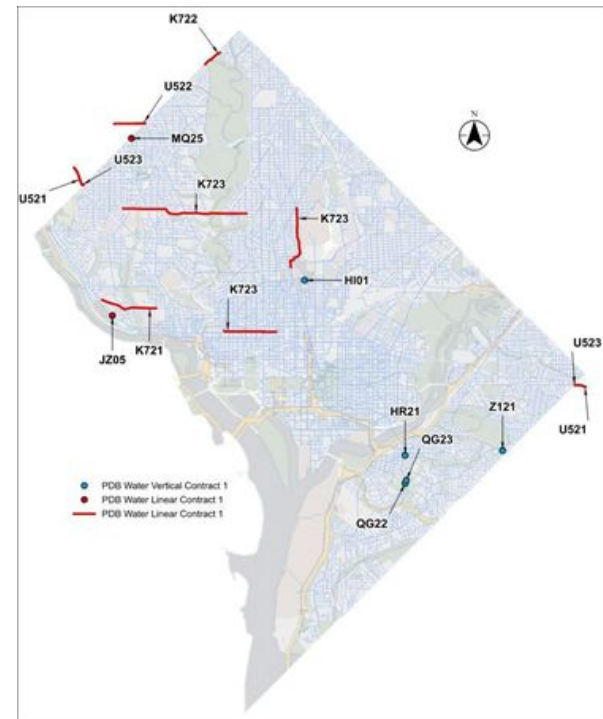 K722
U522
N
MQ25
U523
U521
K723
K723
HI01
K723
JZ05
K721
U523
U521
HR21
Z121
QG23
QG22
PDB Water Vertical Contract 1
PDB Water Linear Contract 1
PDB Water Linear Contract 1